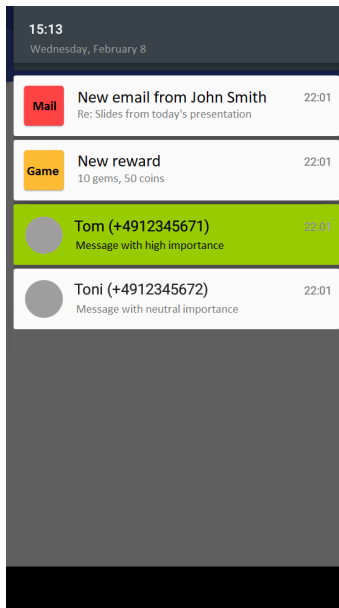 15:13
Wednesday, February 8
Mail
New email from John Smith 22:01
Re: Slides from today's presentation
Game
New reward 22:01
10 gems, 50 coins
Tom (+4912345671) 22:01
Message with high importance
Toni (+4912345672) 22:01
Message with neutral importance